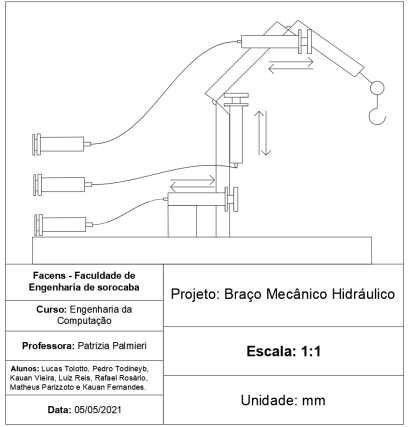 Facens - Faculdade de
Engenharia de sorocaba
Curso: Engenharia da
Computação
Professora: Patrizia Palmieri
Alunos: Lucas Tolotto, Pedro Todineyb,
Kauan Vieira, Luiz Reis, Rafael Rosário,
Matheus Parizzoto e Kauan Fernandes.
Data: 05/05/2021
Projeto: Braço Mecânico Hidráulico
Escala: 1:1
Unidade: mm